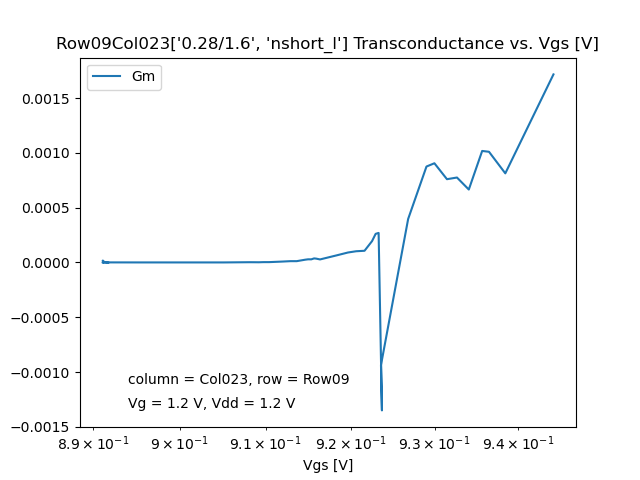 Row09Col023['0.28/1.6', 'nshort_l'] Transconductance vs. Vgs [V]
Gm
0.0015
0.0010
0.0005
0.0000
−0.0005
−0.0010
−0.0015
column = Col023, row = Row09
Vg = 1.2 V, Vdd = 1.2 V
8.9 × 10⁻¹ 9 × 10⁻¹ 9.1 × 10⁻¹ 9.2 × 10⁻¹ 9.3 × 10⁻¹ 9.4 × 10⁻¹
Vgs [V]